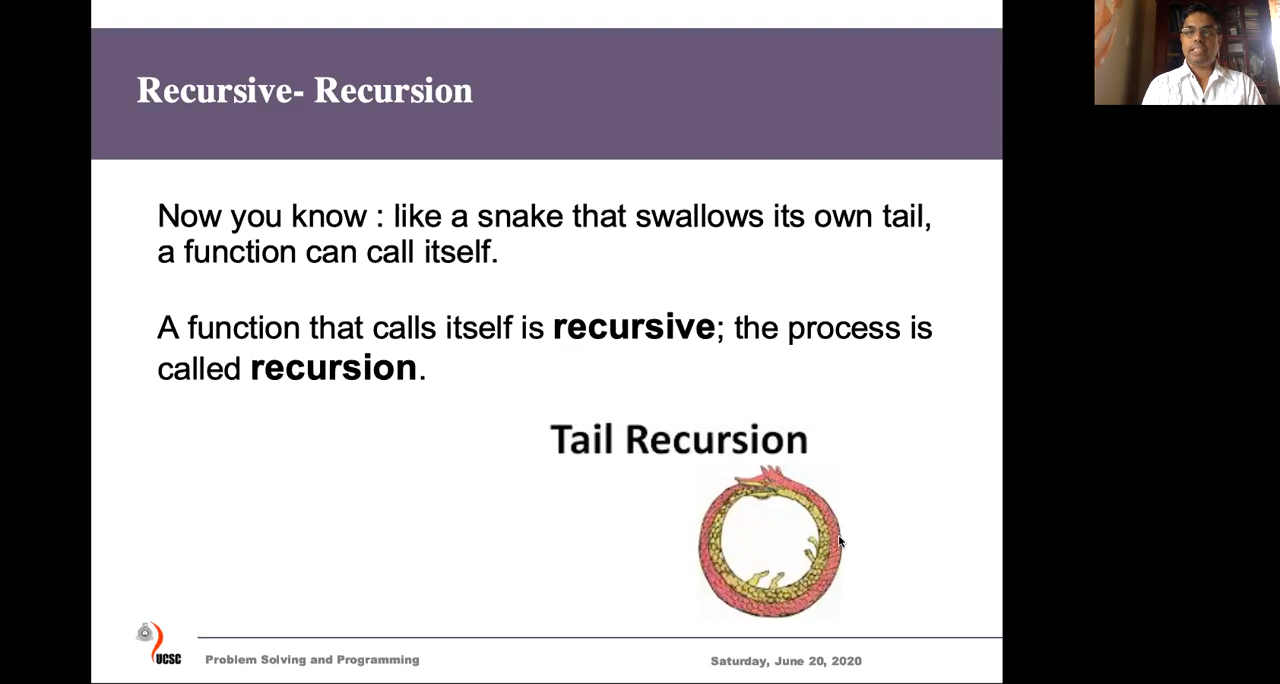 Recursive- Recursion
Now you know : like a snake that swallows its own tail,
a function can call itself.
A function that calls itself is recursive; the process is
called recursion.
Tail Recursion
UCSC
Problem Solving and Programming
Saturday, June 20, 2020